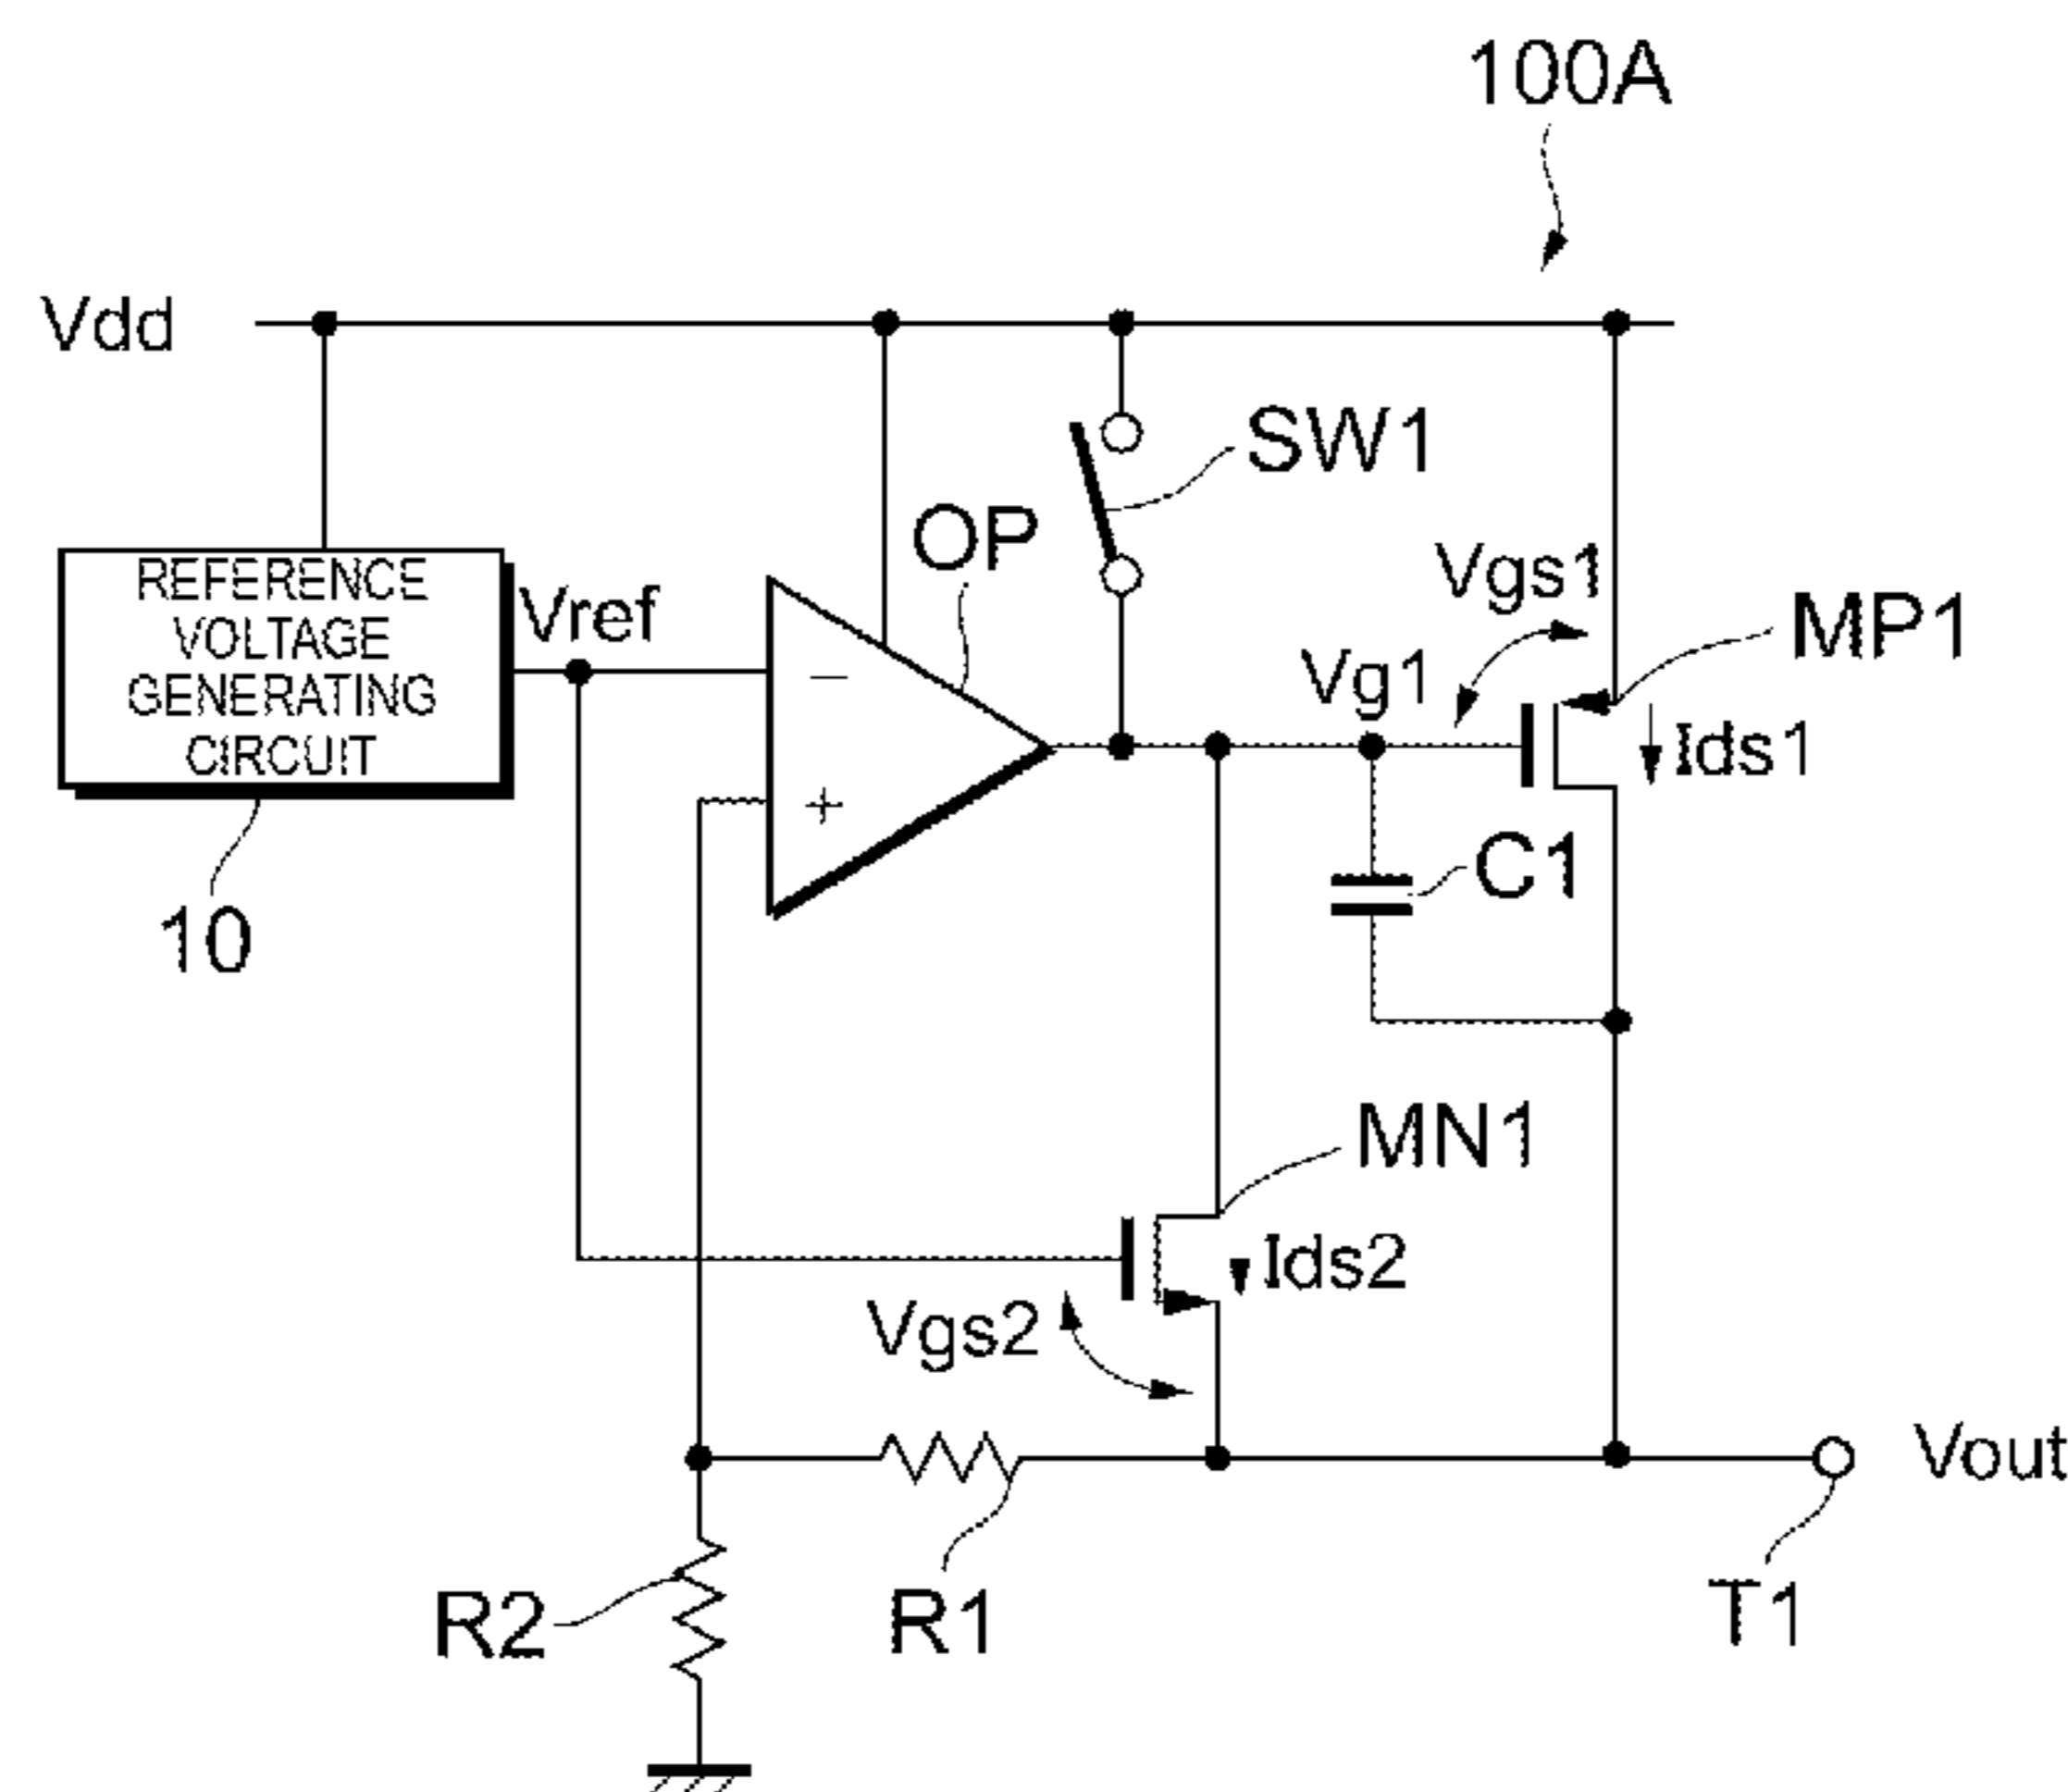 100A
Vdd
SW1
OP
Vgs1
MP1
REFERENCE
VOLTAGE
GENERATING
CIRCUIT
Vref
Vg1
Ids1
−
+
C1
10
MN1
Ids2
Vgs2
Vout
R2
R1
T1